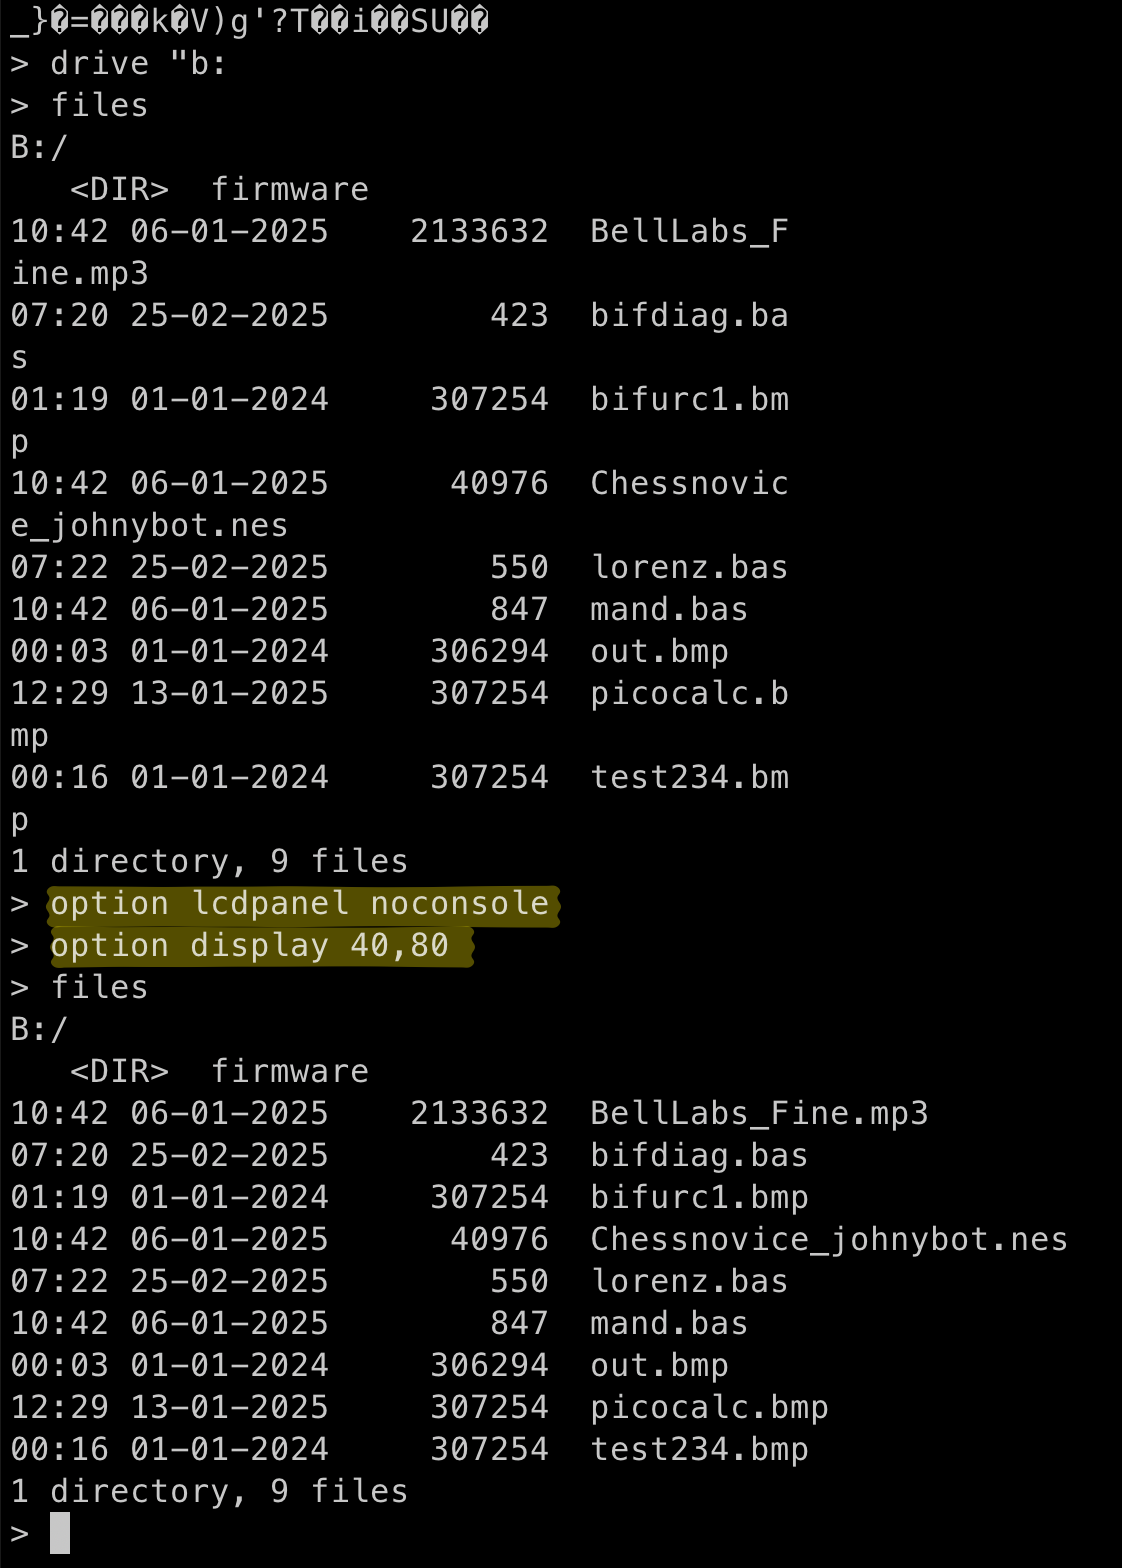 _}�=���k�V)g'?T��i��SU��
> drive "b:
> files
B:/
   <DIR>  firmware
10:42 06-01-2025    2133632  BellLabs_F
ine.mp3
07:20 25-02-2025        423  bifdiag.ba
s
01:19 01-01-2024     307254  bifurc1.bm
p
10:42 06-01-2025      40976  Chessnovic
e_johnybot.nes
07:22 25-02-2025        550  lorenz.bas
10:42 06-01-2025        847  mand.bas
00:03 01-01-2024     306294  out.bmp
12:29 13-01-2025     307254  picocalc.b
mp
00:16 01-01-2024     307254  test234.bm
p
1 directory, 9 files
> option lcdpanel noconsole
> option display 40,80
> files
B:/
   <DIR>  firmware
10:42 06-01-2025    2133632  BellLabs_Fine.mp3
07:20 25-02-2025        423  bifdiag.bas
01:19 01-01-2024     307254  bifurc1.bmp
10:42 06-01-2025      40976  Chessnovice_johnybot.nes
07:22 25-02-2025        550  lorenz.bas
10:42 06-01-2025        847  mand.bas
00:03 01-01-2024     306294  out.bmp
12:29 13-01-2025     307254  picocalc.bmp
00:16 01-01-2024     307254  test234.bmp
1 directory, 9 files
>